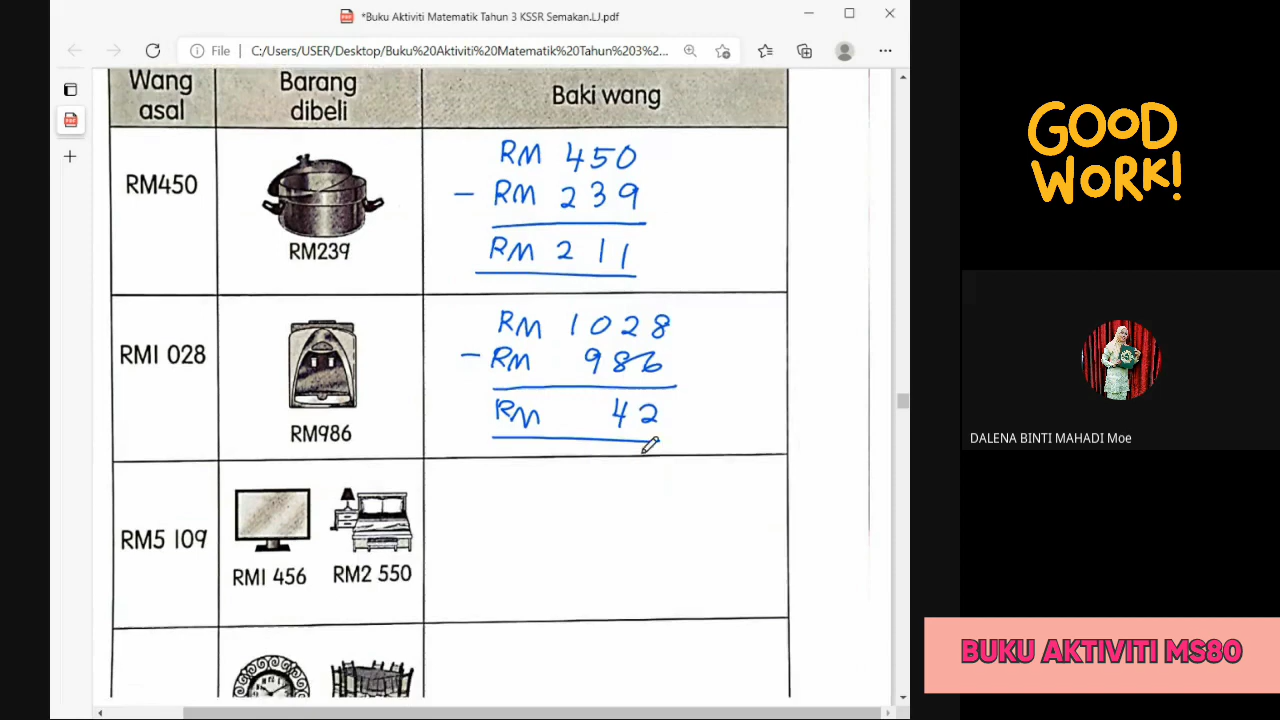 *Buku Aktiviti Matematik Tahun 3 KSSR Semakan.LJ.pdf
File
C:/Users/USER/Desktop/Buku%20Aktiviti%20Matematik%20Tahun%203%2...
Wang
asal
Barang
dibeli
Baki wang
RM450
RM239
RM 450
- RM 239
RM 211
RM1 028
RM986
RM 1028
- RM 986
RM 42
RM5 109
RM1 456
RM2 550
GOOD
WORK!
DALENA BINTI MAHADI Moe
BUKU AKTIVITI MS80